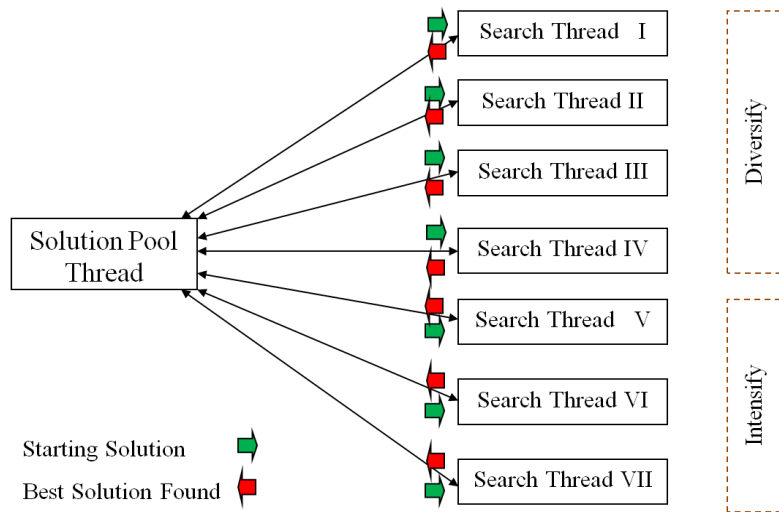 Search Thread I
Search Thread II
Search Thread III
Search Thread IV
Search Thread V
Search Thread VI
Search Thread VII
Solution Pool
Thread
Diversify
Intensify
Starting Solution
Best Solution Found